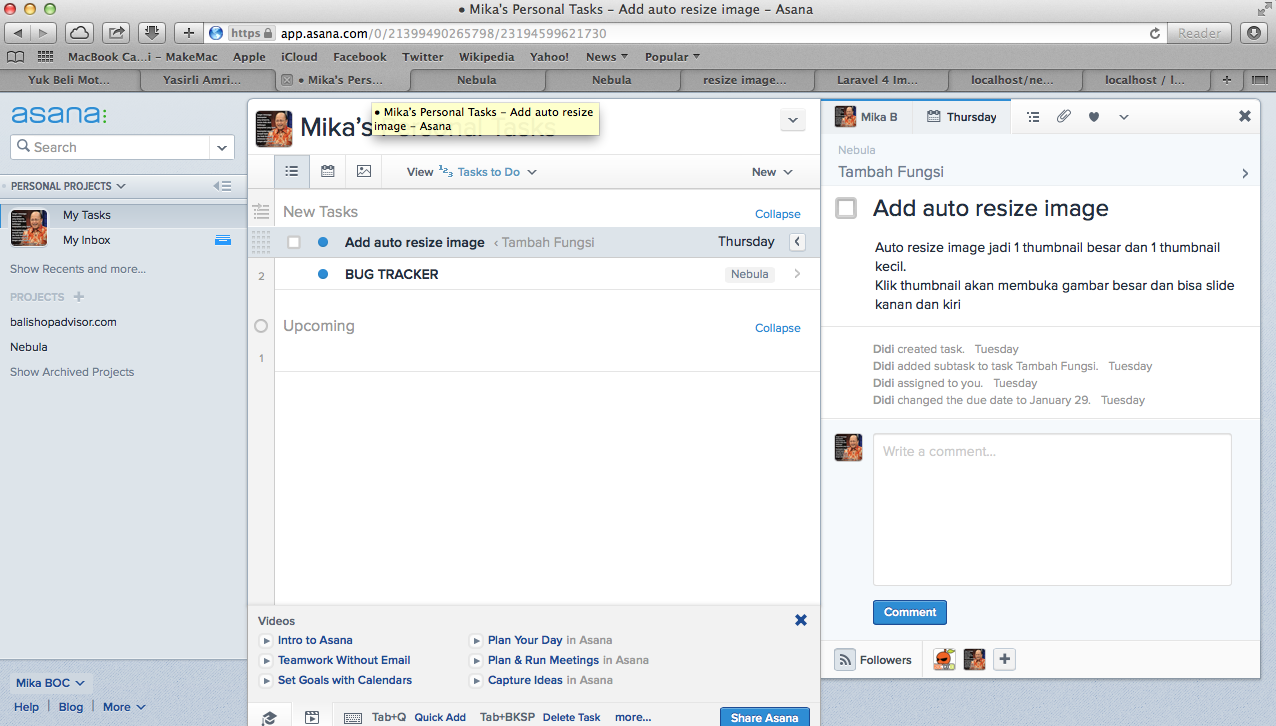 • Mika's Personal Tasks – Add auto resize image – Asana
https app.asana.com/0/21399490265798/23194599621730
Reader
MacBook Ca...i – MakeMac Apple iCloud Facebook Twitter Wikipedia Yahoo! News Popular
Yuk Beli Mot... Yasirli Amri... • Mika's Pers... Nebula Nebula resize image... Laravel 4 Im... localhost/ne... localhost / l...
asana:
Search
PERSONAL PROJECTS
My Tasks
My Inbox
Show Recents and more...
PROJECTS +
balishopadvisor.com
Nebula
Show Archived Projects
Mika BOC
Help | Blog | More
Mika's Personal Tasks
• Mika's Personal Tasks – Add auto resize
image – Asana
View 123 Tasks to Do
New
New Tasks
Collapse
Add auto resize image ‹ Tambah Fungsi Thursday
2 BUG TRACKER Nebula
Upcoming
Collapse
1
Videos
Intro to Asana
Teamwork Without Email
Set Goals with Calendars
Plan Your Day in Asana
Plan & Run Meetings in Asana
Capture Ideas in Asana
Tab+Q Quick Add Tab+BKSP Delete Task more...
Share Asana
Mika B Thursday
Nebula
Tambah Fungsi
Add auto resize image
Auto resize image jadi 1 thumbnail besar dan 1 thumbnail
kecil.
Klik thumbnail akan membuka gambar besar dan bisa slide
kanan dan kiri
Didi created task. Tuesday
Didi added subtask to task Tambah Fungsi. Tuesday
Didi assigned to you. Tuesday
Didi changed the due date to January 29. Tuesday
Write a comment...
Comment
Followers